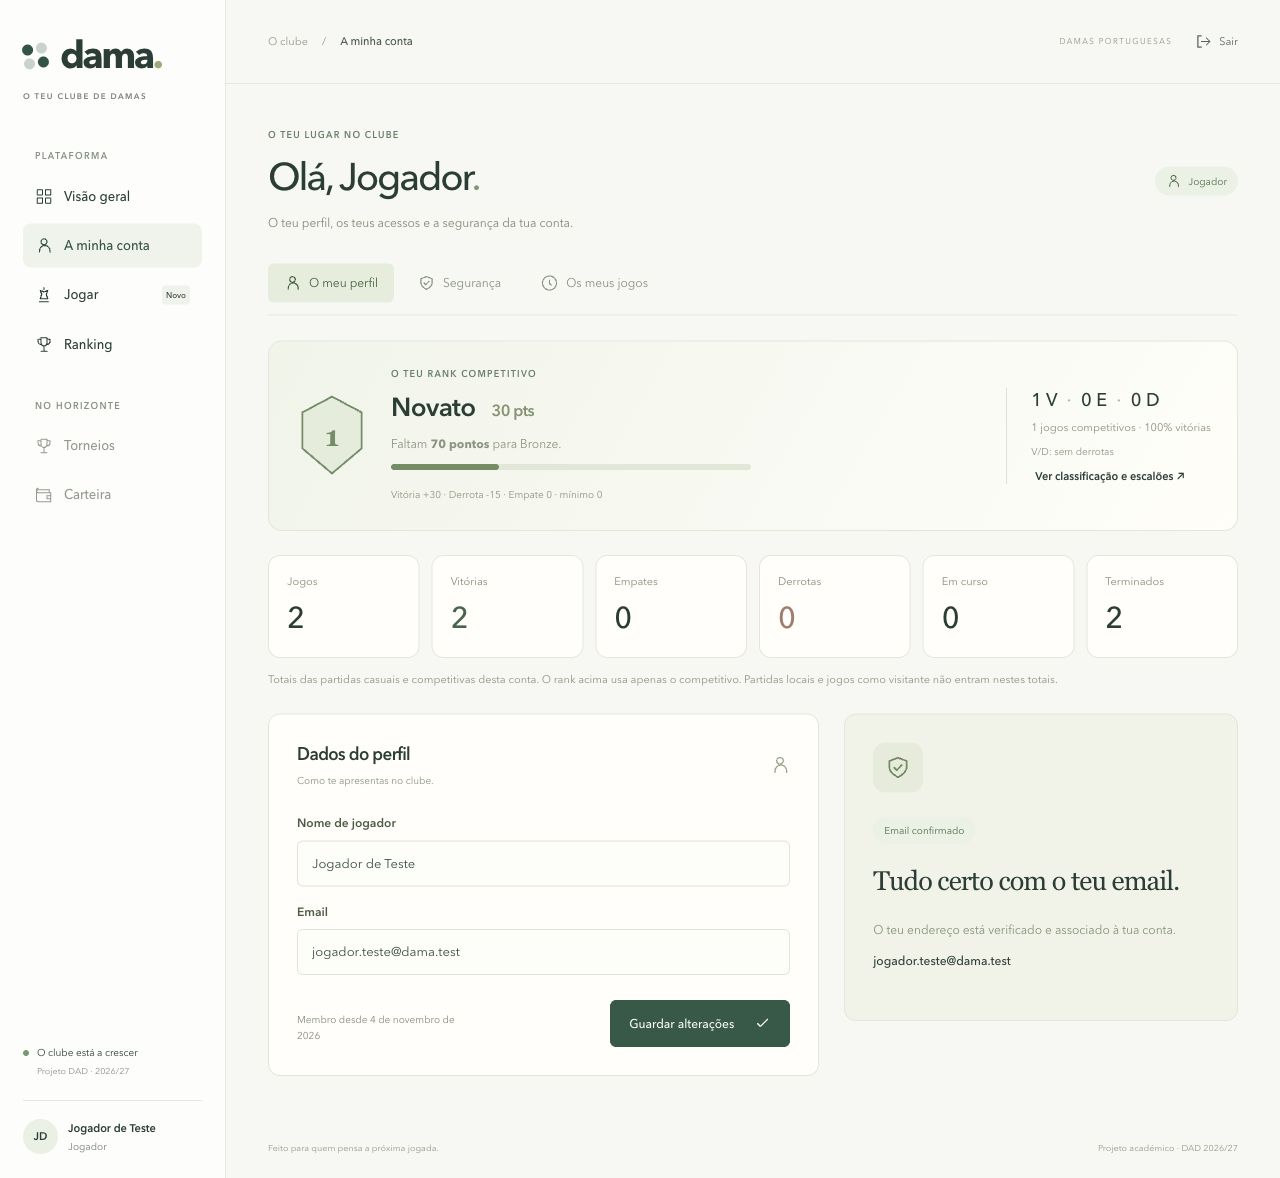 dama.
O TEU CLUBE DE DAMAS
PLATAFORMA
Visão geral
A minha conta
Jogar
Novo
Ranking
NO HORIZONTE
Torneios
Carteira
O clube está a crescer
Projeto DAD · 2026/27
JD
Jogador de Teste
Jogador
O clube / A minha conta
DAMAS PORTUGUESAS
Sair
O TEU LUGAR NO CLUBE
Olá, Jogador.
Jogador
O teu perfil, os teus acessos e a segurança da tua conta.
O meu perfil
Segurança
Os meus jogos
1
O TEU RANK COMPETITIVO
Novato 30 pts
Faltam 70 pontos para Bronze.
Vitória +30 · Derrota -15 · Empate 0 · mínimo 0
1 V · 0 E · 0 D
1 jogos competitivos · 100% vitórias
V/D: sem derrotas
Ver classificação e escalões ↗
Jogos
2
Vitórias
2
Empates
0
Derrotas
0
Em curso
0
Terminados
2
Totais das partidas casuais e competitivas desta conta. O rank acima usa apenas o competitivo. Partidas locais e jogos como visitante não entram nestes totais.
Dados do perfil
Como te apresentas no clube.
Nome de jogador
Jogador de Teste
Email
jogador.teste@dama.test
Membro desde 4 de novembro de
2026
Guardar alterações
Email confirmado
Tudo certo com o teu email.
O teu endereço está verificado e associado à tua conta.
jogador.teste@dama.test
Feito para quem pensa a próxima jogada.
Projeto académico · DAD 2026/27